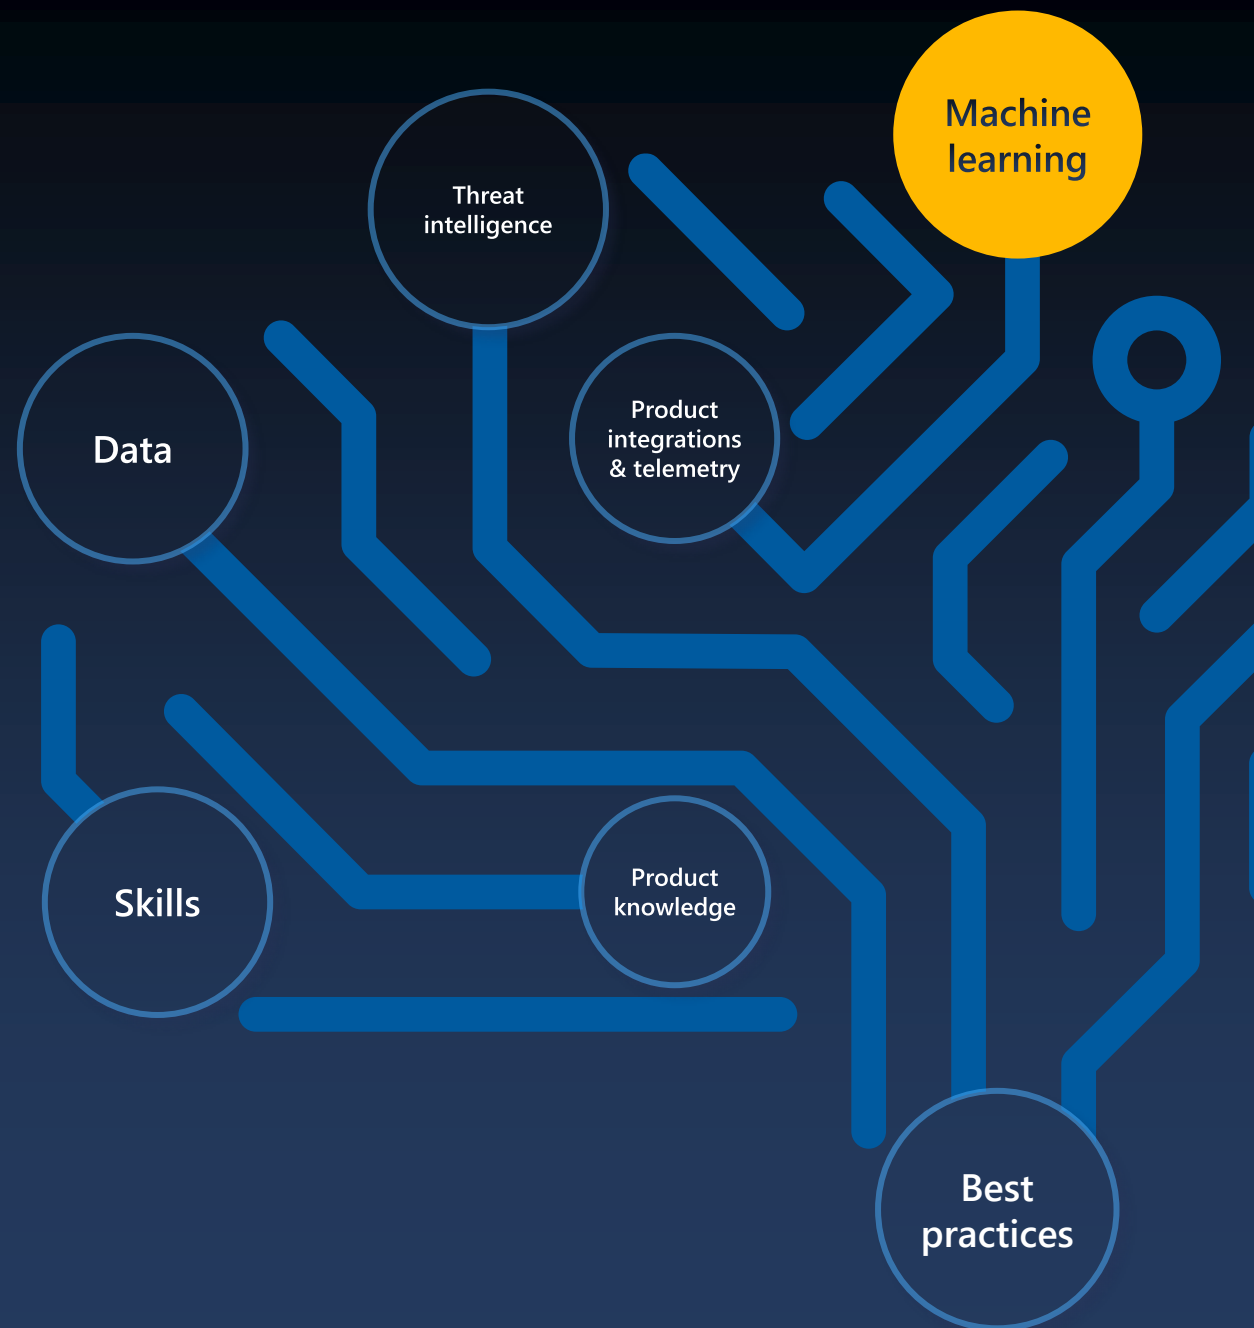 Machine
learning
Threat
intelligence
Data
Product
integrations
& telemetry
Skills
Product
knowledge
Best
practices